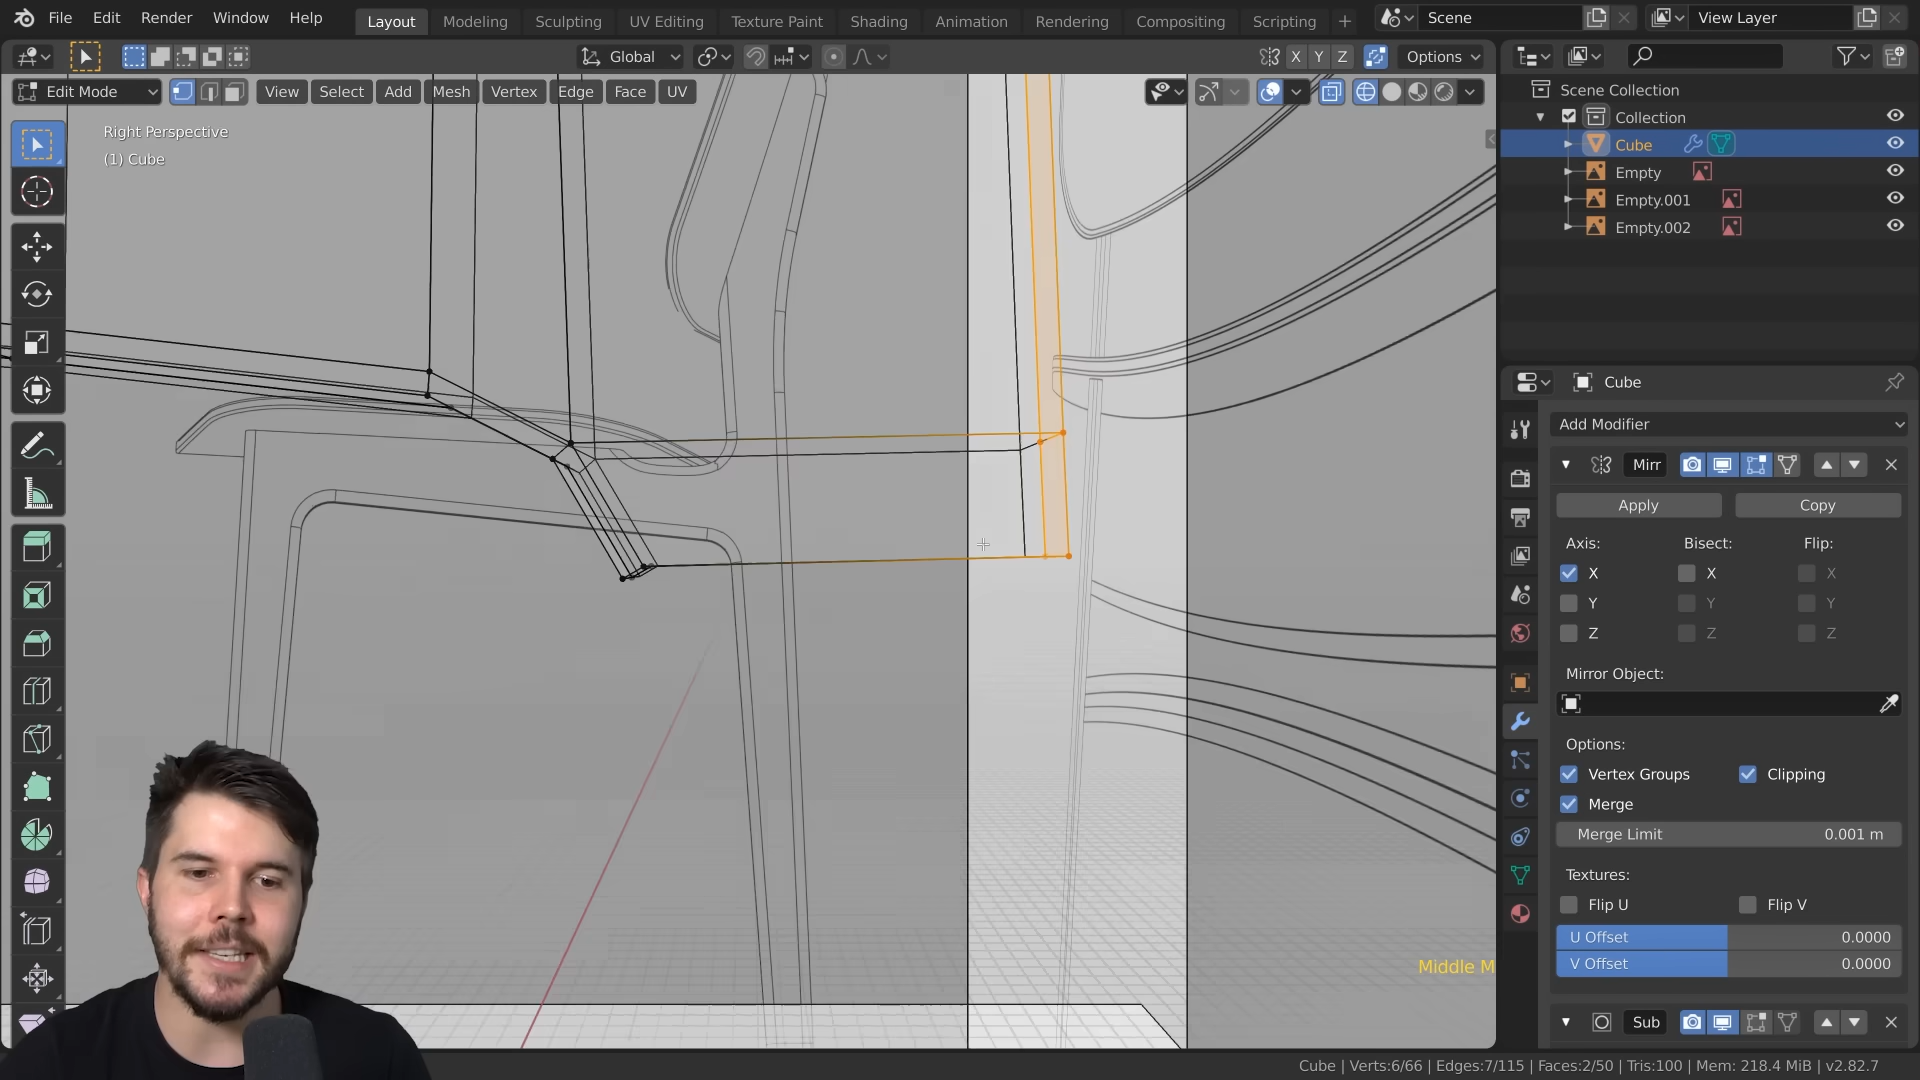 File Edit Render Window Help Layout Modeling Sculpting UV Editing Texture Paint Shading Animation Rendering Compositing Scripting + Scene View Layer
Global X Y Z Options
Edit Mode View Select Add Mesh Vertex Edge Face UV
Right Perspective
(1) Cube
Scene Collection
Collection
Cube
Empty
Empty.001
Empty.002
Cube
Add Modifier
Mirr
Apply Copy
Axis: Bisect: Flip:
X X X
Y Y Y
Z Z Z
Mirror Object:
Options:
Vertex Groups Clipping
Merge
Merge Limit 0.001 m
Textures:
Flip U Flip V
U Offset 0.0000
V Offset 0.0000
Middle M
Sub
Cube | Verts:6/66 | Edges:7/115 | Faces:2/50 | Tris:100 | Mem: 218.4 MiB | v2.82.7